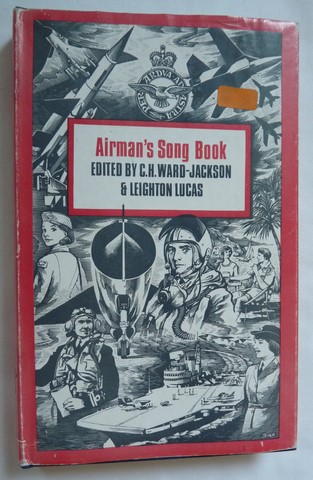 Airman's Song Book
EDITED BY C.H.WARD-JACKSON
& LEIGHTON LUCAS